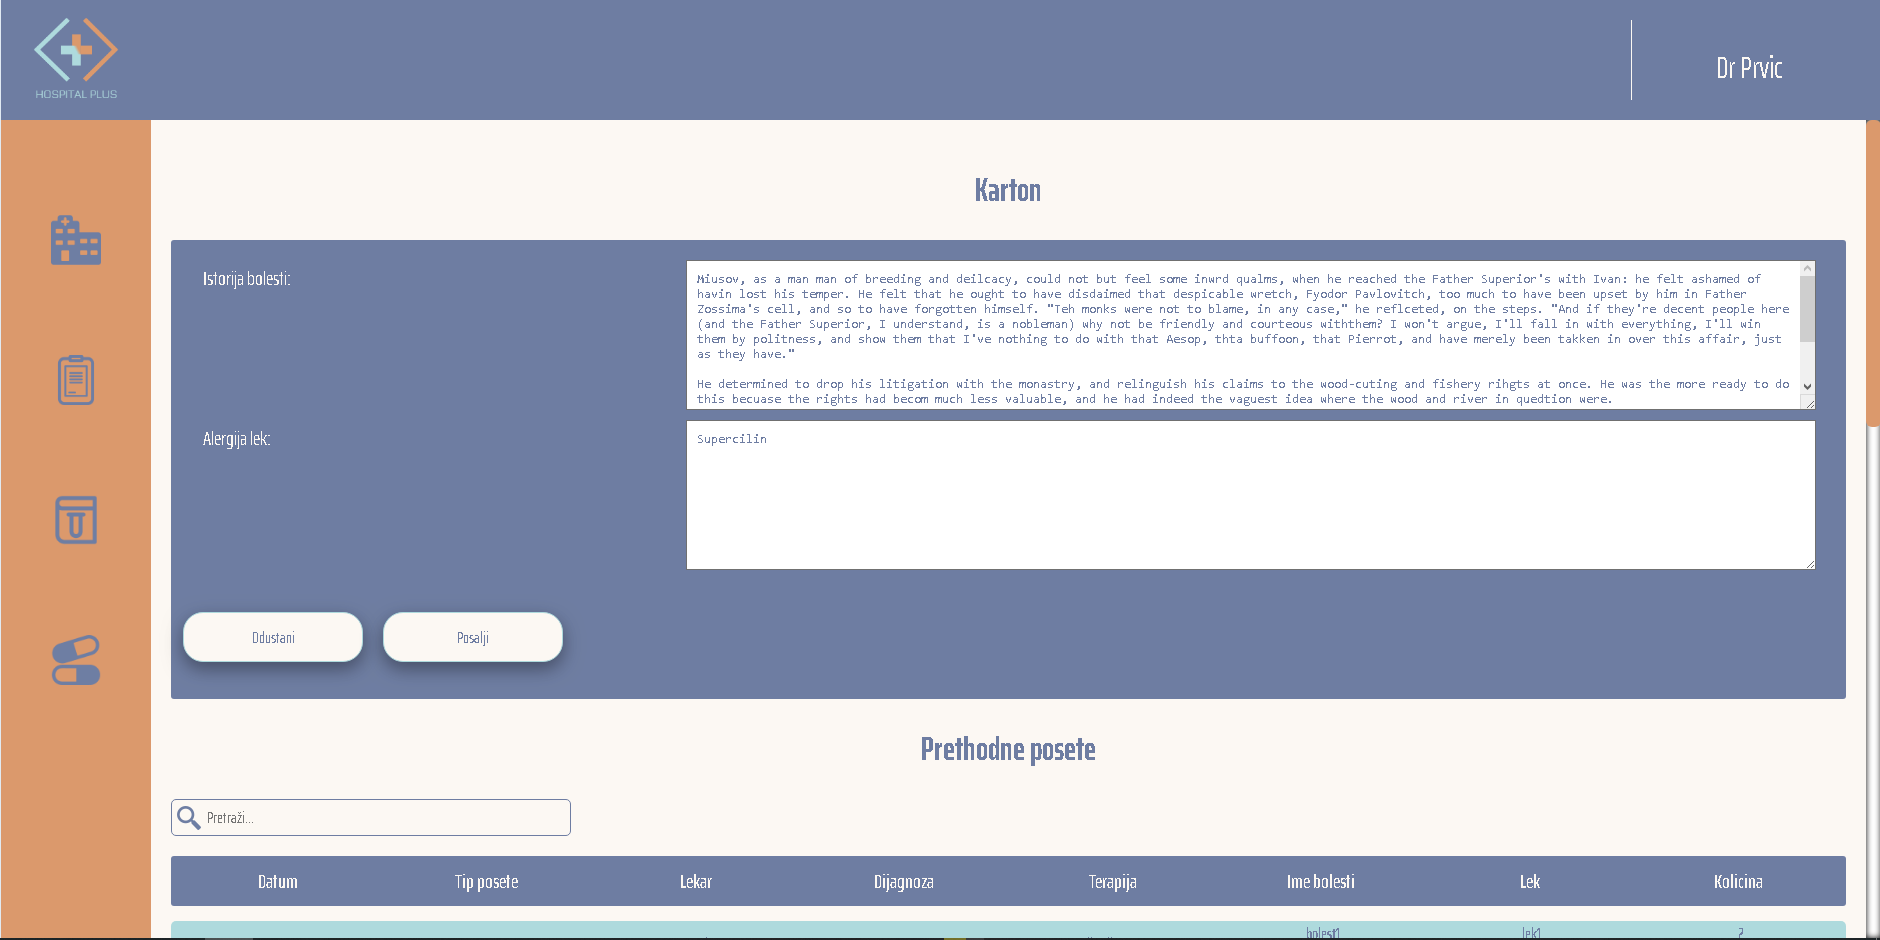 HOSPITAL PLUS
Dr Prvic
Karton
Istorija bolesti:
Miusov, as a man man of breeding and deilcacy, could not but feel some inwrd qualms, when he reached the Father Superior's with Ivan: he felt ashamed of
havin lost his temper. He felt that he ought to have disdaimed that despicable wretch, Fyodor Pavlovitch, too much to have been upset by him in Father
Zossima's cell, and so to have forgotten himself. "Teh monks were not to blame, in any case," he reflceted, on the steps. "And if they're decent people here
(and the Father Superior, I understand, is a nobleman) why not be friendly and courteous withthem? I won't argue, I'll fall in with everything, I'll win
them by politness, and show them that I've nothing to do with that Aesop, thta buffoon, that Pierrot, and have merely been takken in over this affair, just
as they have."
He determined to drop his litigation with the monastry, and relinguish his claims to the wood-cuting and fishery rihgts at once. He was the more ready to do
this becuase the rights had becom much less valuable, and he had indeed the vaguest idea where the wood and river in quedtion were.
Alergija lek:
Supercilin
Odustani
Posalji
Prethodne posete
Pretraži...
Datum
Tip posete
Lekar
Dijagnoza
Terapija
Ime bolesti
Lek
Kolicina
bolest1
lek1